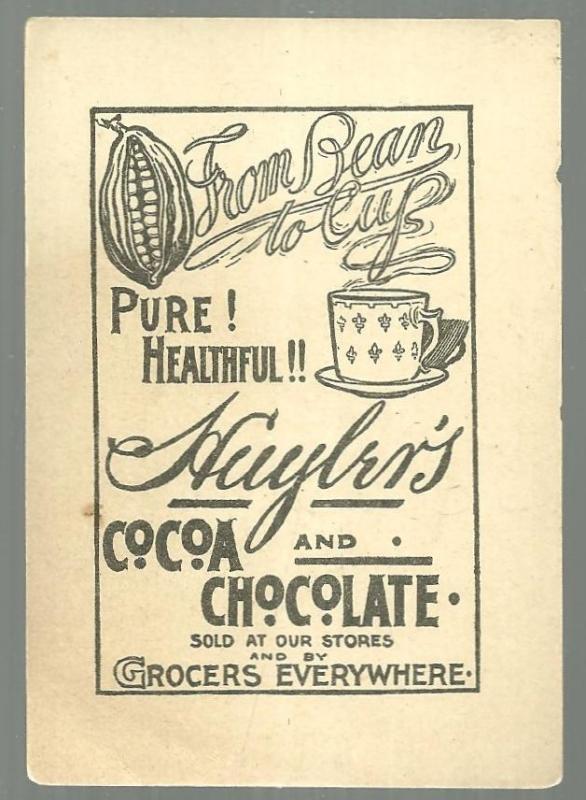 From Bean
to Cup
PURE!
HEALTHFUL!!
Huyler's
COCOA AND
CHOCOLATE.
SOLD AT OUR STORES
AND BY
GROCERS EVERYWHERE.